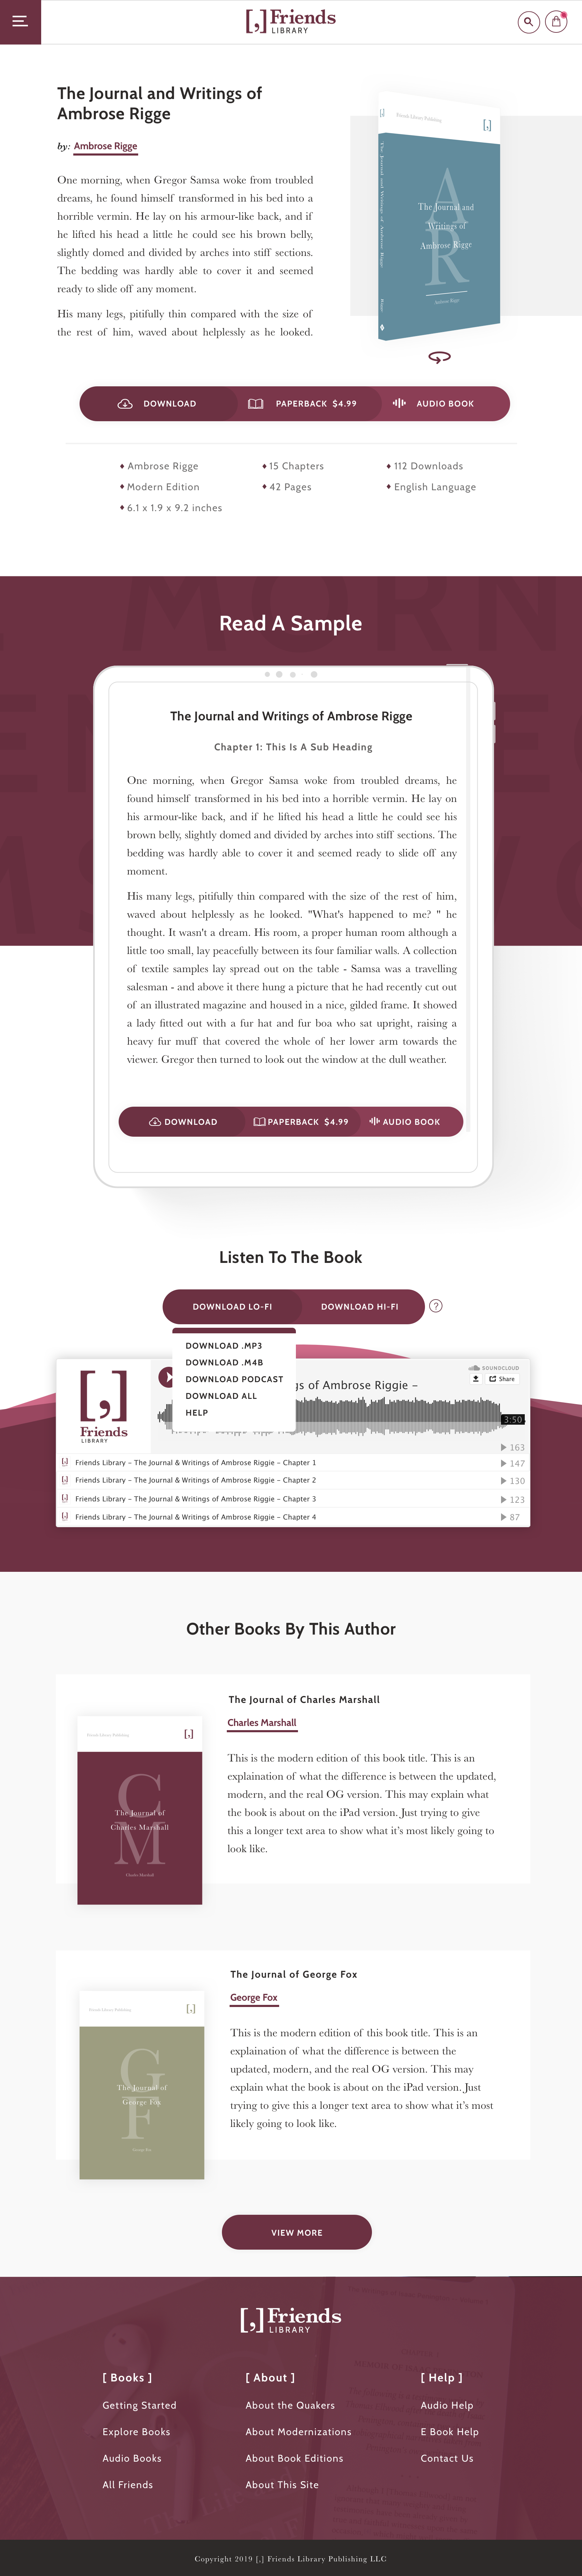 [,] Friends
LIBRARY
The Journal and Writings of
Ambrose Rigge
by: Ambrose Rigge
One morning, when Gregor Samsa woke from troubled
dreams, he found himself transformed in his bed into a
horrible vermin. He lay on his armour-like back, and if
he lifted his head a little he could see his brown belly,
slightly domed and divided by arches into stiff sections.
The bedding was hardly able to cover it and seemed
ready to slide off any moment.
His many legs, pitifully thin compared with the size of
the rest of him, waved about helplessly as he looked.
Friends Library Publishing
[,]
The Journal and Writings of Ambrose Rigge
Rigge
AR
The Journal and
Writings of
Ambrose Rigge
Ambrose Rigge
DOWNLOAD
PAPERBACK $4.99
AUDIO BOOK
Ambrose Rigge
15 Chapters
112 Downloads
Modern Edition
42 Pages
English Language
6.1 x 1.9 x 9.2 inches
Read A Sample
The Journal and Writings of Ambrose Rigge
Chapter 1: This Is A Sub Heading
One morning, when Gregor Samsa woke from troubled dreams, he
found himself transformed in his bed into a horrible vermin. He lay on
his armour-like back, and if he lifted his head a little he could see his
brown belly, slightly domed and divided by arches into stiff sections. The
bedding was hardly able to cover it and seemed ready to slide off any
moment.
His many legs, pitifully thin compared with the size of the rest of him,
waved about helplessly as he looked. "What's happened to me? " he
thought. It wasn't a dream. His room, a proper human room although a
little too small, lay peacefully between its four familiar walls. A collection
of textile samples lay spread out on the table - Samsa was a travelling
salesman - and above it there hung a picture that he had recently cut out
of an illustrated magazine and housed in a nice, gilded frame. It showed
a lady fitted out with a fur hat and fur boa who sat upright, raising a
heavy fur muff that covered the whole of her lower arm towards the
viewer. Gregor then turned to look out the window at the dull weather.
DOWNLOAD
PAPERBACK $4.99
AUDIO BOOK
Listen To The Book
DOWNLOAD LO-FI
DOWNLOAD HI-FI
?
DOWNLOAD .MP3
DOWNLOAD .M4B
DOWNLOAD PODCAST
DOWNLOAD ALL
HELP
[,]
Friends
LIBRARY
gs of Ambrose Riggie –
SOUNDCLOUD
Share
3:50
163
Friends Library – The Journal & Writings of Ambrose Riggie – Chapter 1
147
Friends Library – The Journal & Writings of Ambrose Riggie – Chapter 2
130
Friends Library – The Journal & Writings of Ambrose Riggie – Chapter 3
123
Friends Library – The Journal & Writings of Ambrose Riggie – Chapter 4
87
Other Books By This Author
Friends Library Publishing
[,]
CM
The Journal of
Charles Marshall
Charles Marshall
The Journal of Charles Marshall
Charles Marshall
This is the modern edition of this book title. This is an
explaination of what the difference is between the updated,
modern, and the real OG version. This may explain what
the book is about on the iPad version. Just trying to give
this a longer text area to show what it's most likely going to
look like.
Friends Library Publishing
[,]
GF
The Journal of
George Fox
George Fox
The Journal of George Fox
George Fox
This is the modern edition of this book title. This is an
explaination of what the difference is between the
updated, modern, and the real OG version. This may
explain what the book is about on the iPad version. Just
trying to give this a longer text area to show what it's most
likely going to look like.
VIEW MORE
[,] Friends
LIBRARY
[ Books ]
Getting Started
Explore Books
Audio Books
All Friends
[ About ]
About the Quakers
About Modernizations
About Book Editions
About This Site
[ Help ]
Audio Help
E Book Help
Contact Us
Copyright 2019 [,] Friends Library Publishing LLC